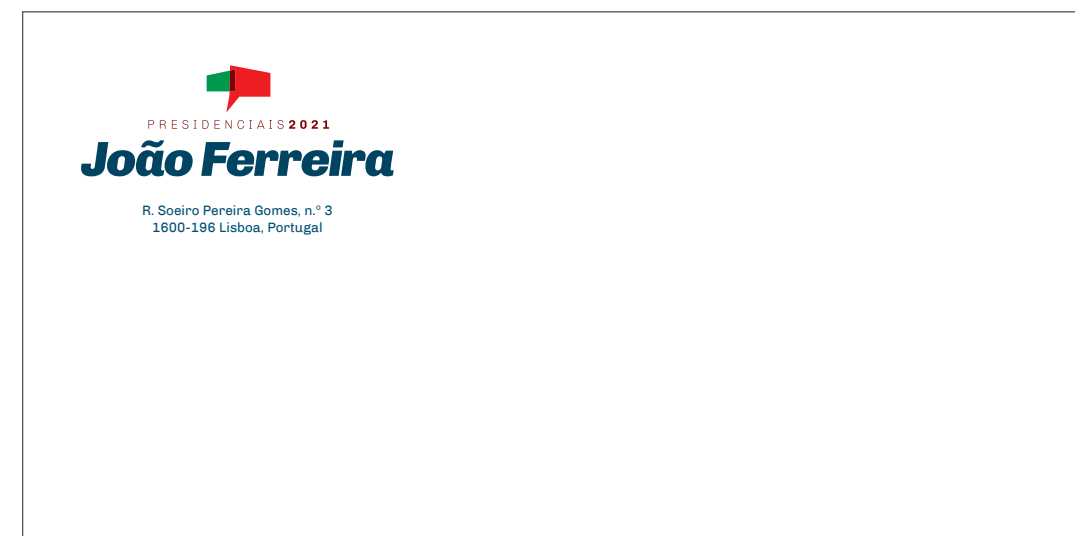 PRESIDENCIAIS2021
João Ferreira
R. Soeiro Pereira Gomes, n.º 3
1600-196 Lisboa, Portugal